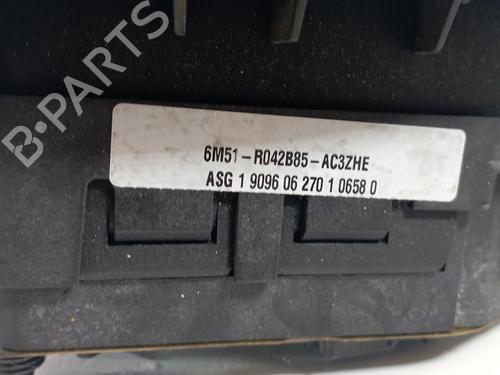 B-PARTS
6M51-R042B85-AC3ZHE
ASG 1 9096 06 270 1 0658 0